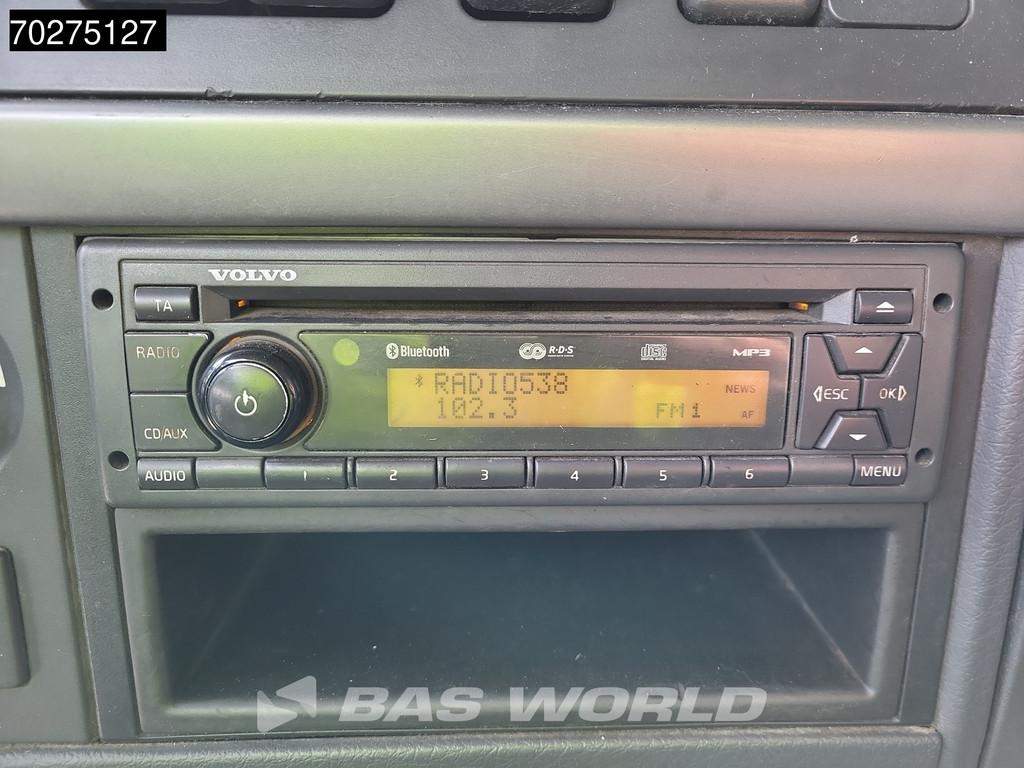 70275127
VOLVO
TA
RADIO
CD/AUX
Bluetooth
R·D·S
MP3
RADIO538
NEWS
102.3
FM1
AF
ESC
OK
AUDIO
1 2 3 4 5 6
MENU
BAS WORLD